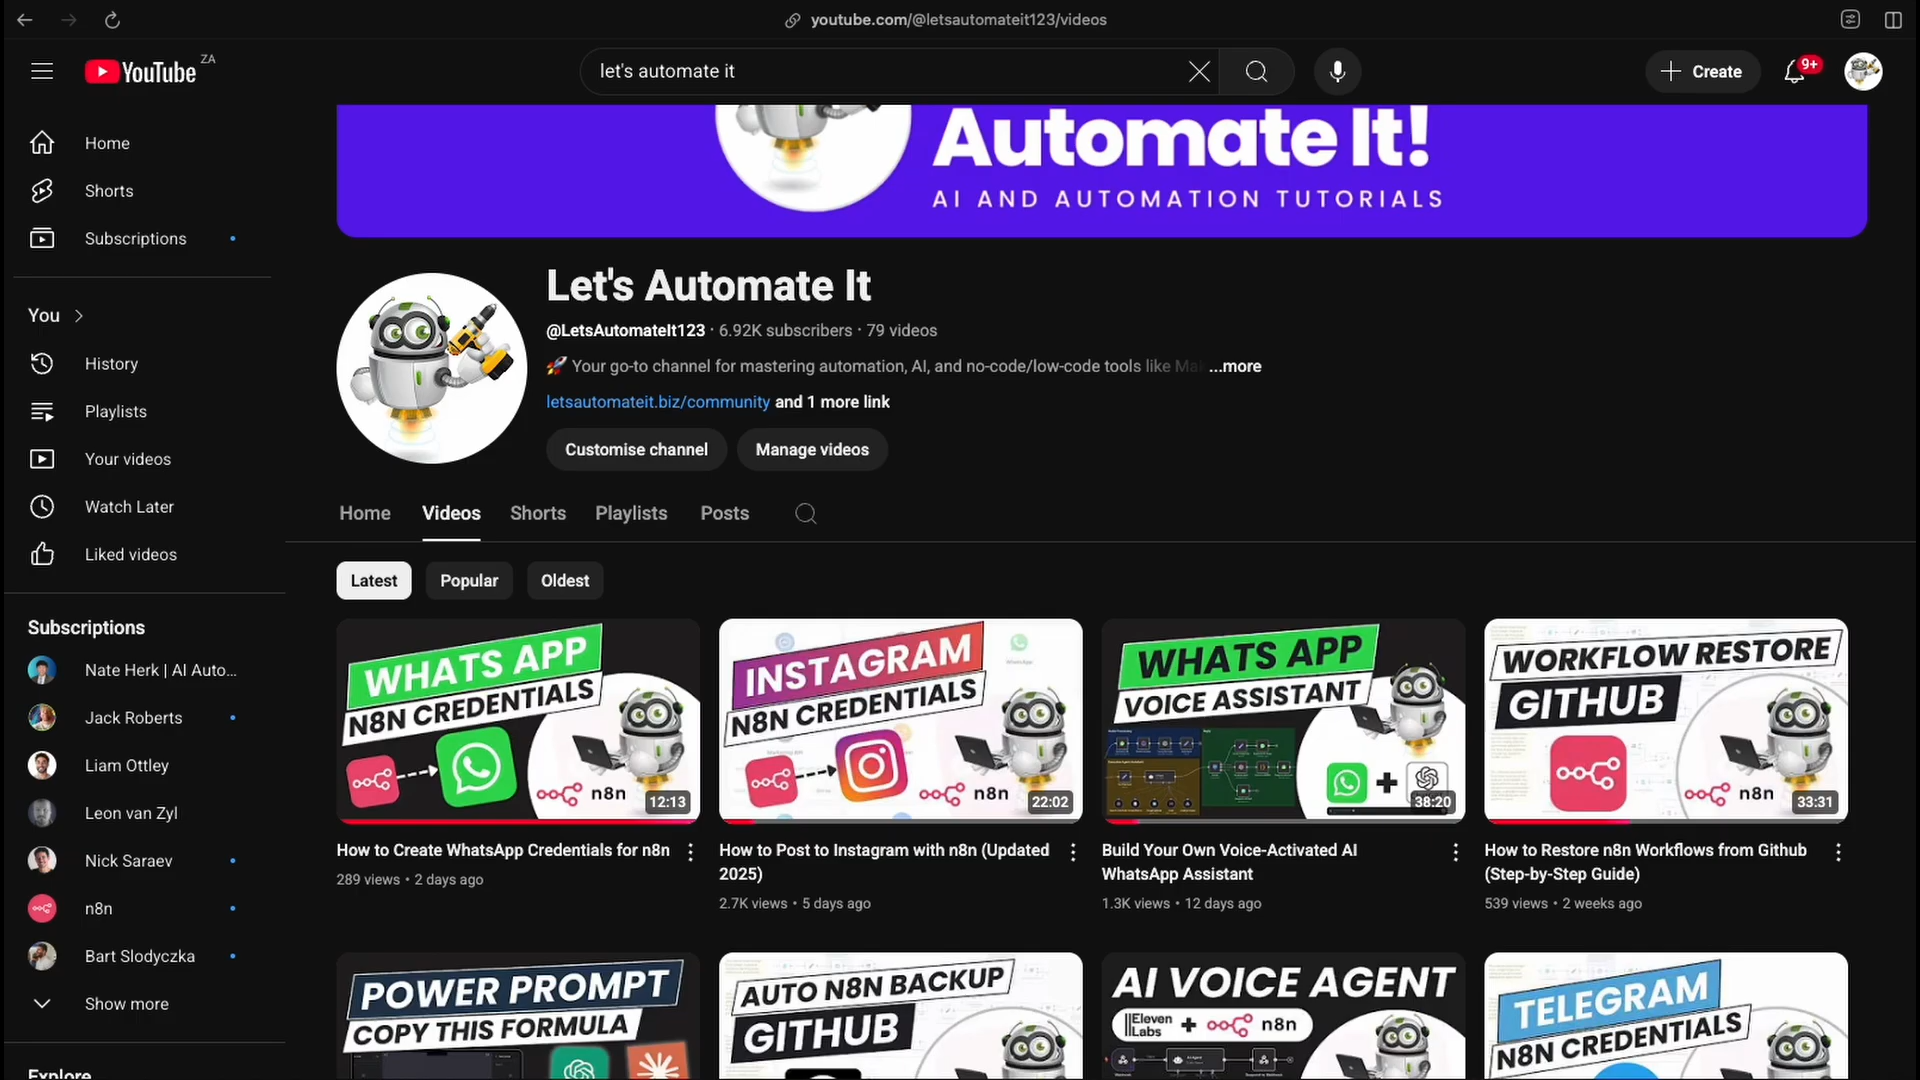 youtube.com/@letsautomateit123/videos
YouTube ZA
let's automate it
Create
9+
Home
Shorts
Subscriptions
You
History
Playlists
Your videos
Watch Later
Liked videos
Subscriptions
Nate Herk | AI Auto...
Jack Roberts
Liam Ottley
Leon van Zyl
Nick Saraev
n8n
Bart Slodyczka
Show more
Explore
Automate It!
AI AND AUTOMATION TUTORIALS
Let's Automate It
@LetsAutomateIt123 · 6.92K subscribers · 79 videos
🚀 Your go-to channel for mastering automation, AI, and no-code/low-code tools like Ma ...more
letsautomateit.biz/community and 1 more link
Customise channel
Manage videos
Home Videos Shorts Playlists Posts
Latest Popular Oldest
WHATS APP
N8N CREDENTIALS
n8n
12:13
How to Create WhatsApp Credentials for n8n
289 views • 2 days ago
INSTAGRAM
N8N CREDENTIALS
n8n
22:02
How to Post to Instagram with n8n (Updated
2025)
2.7K views • 5 days ago
WHATS APP
VOICE ASSISTANT
38:20
Build Your Own Voice-Activated AI
WhatsApp Assistant
1.3K views • 12 days ago
WORKFLOW RESTORE
GITHUB
n8n
33:31
How to Restore n8n Workflows from Github
(Step-by-Step Guide)
539 views • 2 weeks ago
POWER PROMPT
COPY THIS FORMULA
AUTO N8N BACKUP
GITHUB
AI VOICE AGENT
IIElevenLabs + n8n
TELEGRAM
N8N CREDENTIALS